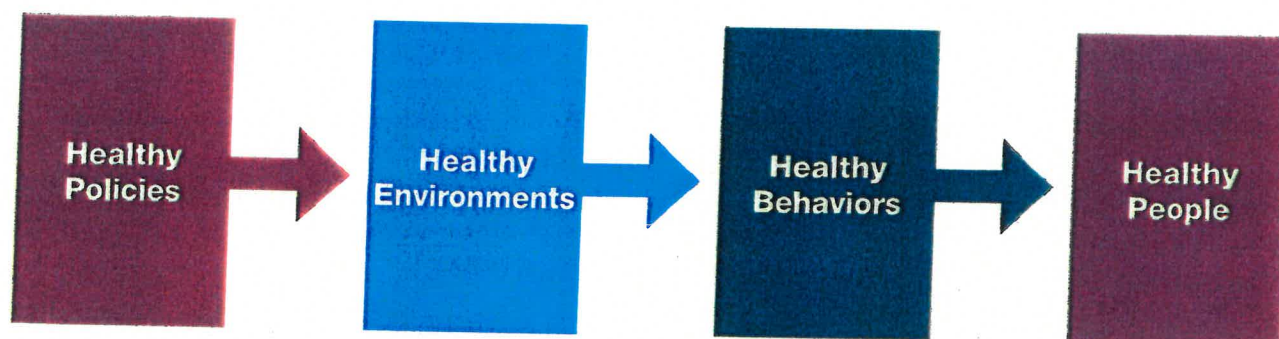 Healthy
Policies
Healthy
Environments
Healthy
Behaviors
Healthy
People